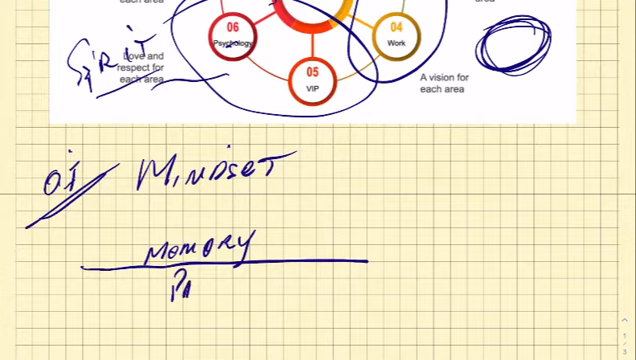 each area
area
06
04
Psychology
Work
Spirit
Love and
respect for
each area
05
VIP
A vision for
each area
01
Mindset
Memory